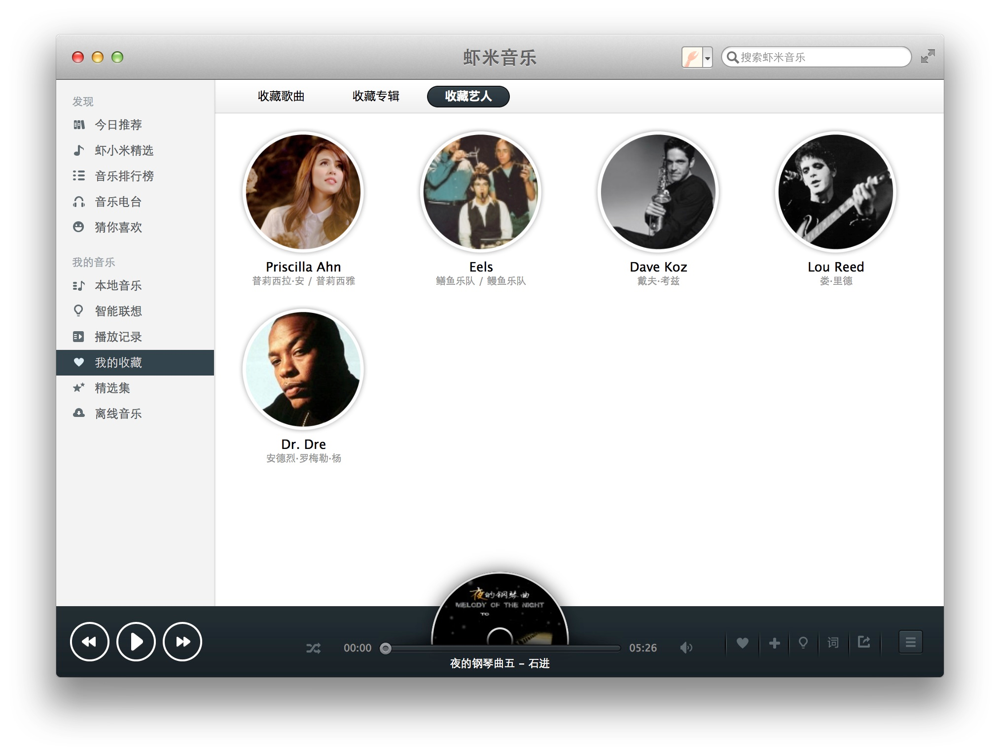 虾米音乐
搜索虾米音乐
发现
今日推荐
虾小米精选
音乐排行榜
音乐电台
猜你喜欢
我的音乐
本地音乐
智能联想
播放记录
我的收藏
精选集
离线音乐
收藏歌曲
收藏专辑
收藏艺人
Priscilla Ahn
普莉西拉·安 / 普莉西雅
Eels
鳝鱼乐队 / 鳗鱼乐队
Dave Koz
戴夫·考兹
Lou Reed
娄·里德
Dr. Dre
安德烈·罗梅勒·杨
夜的钢琴曲
MELODY OF THE NIGHT
TO
00:00
05:26
夜的钢琴曲五 – 石进
词